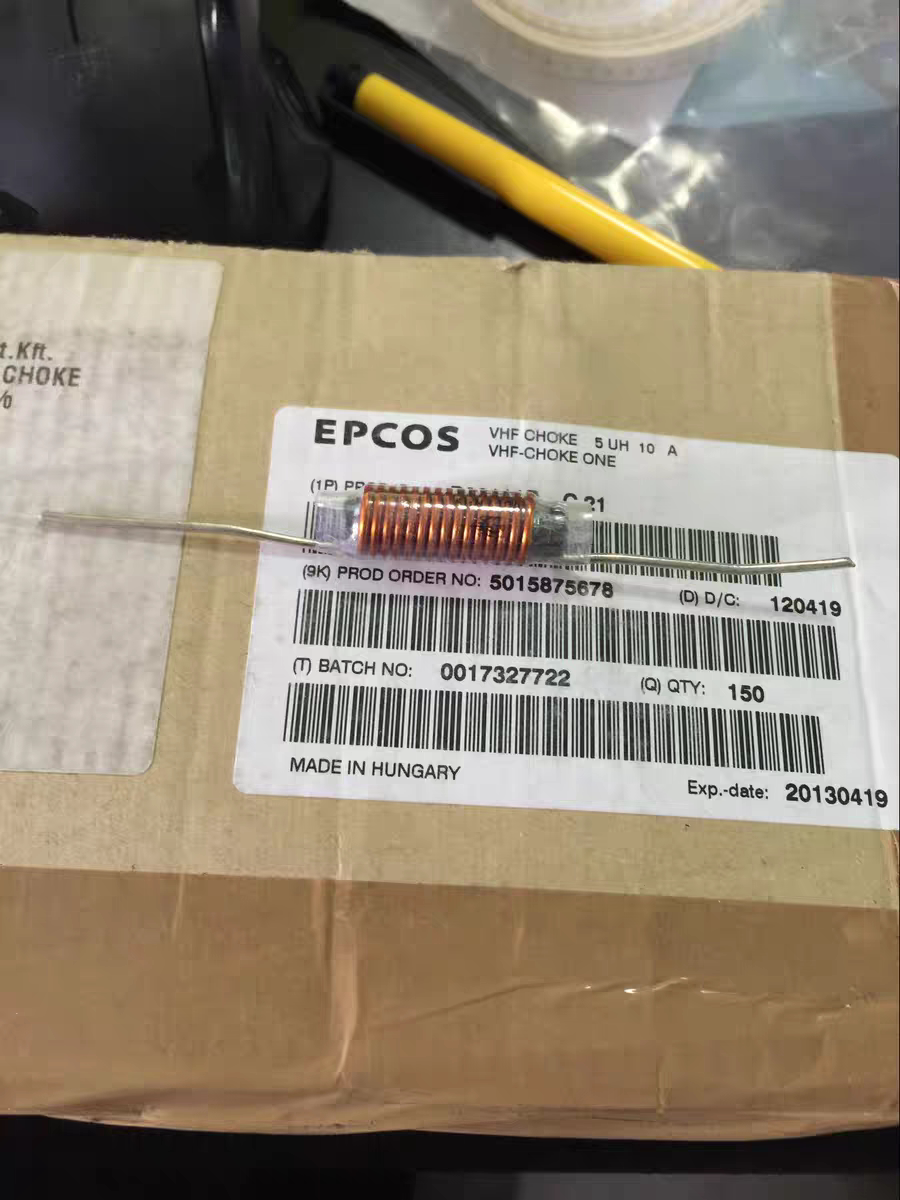 t.Kft.
CHOKE
%
EPCOS
VHF CHOKE 5 UH 10 A
VHF-CHOKE ONE
(1P)
(9K) PROD ORDER NO: 5015875678
(D) D/C: 120419
(T) BATCH NO: 0017327722
(Q) QTY: 150
MADE IN HUNGARY
Exp.-date: 20130419